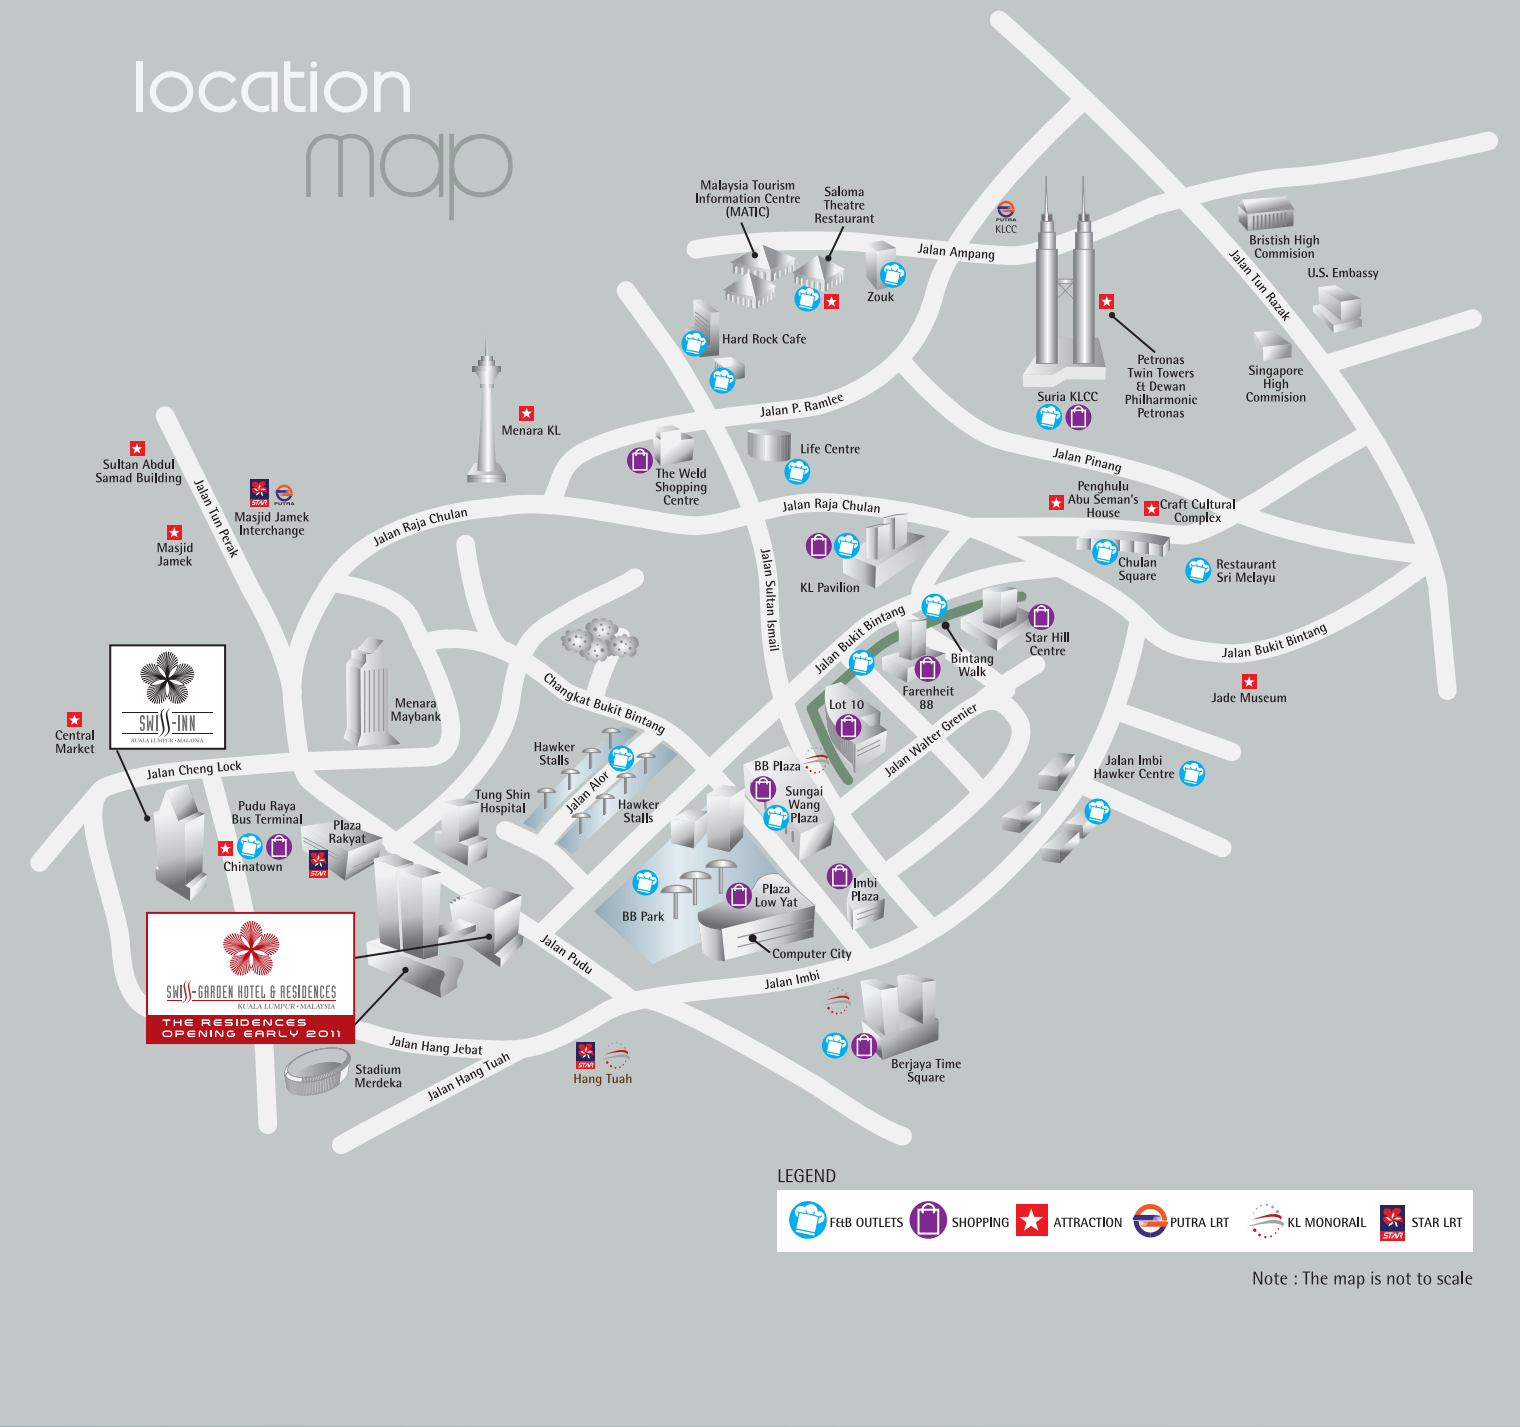 location
map
Malaysia Tourism
Information Centre
(MATIC)
Saloma
Theatre
Restaurant
Jalan Ampang
PUTRA
KLCC
Zouk
Hard Rock Cafe
Bristish High
Commision
U.S. Embassy
Jalan Tun Razak
Singapore
High
Commision
Petronas
Twin Towers
& Dewan
Philharmonic
Petronas
Suria KLCC
Jalan P. Ramlee
Menara KL
Life Centre
The Weld
Shopping
Centre
Jalan Pinang
Sultan Abdul
Samad Building
Jalan Tun Perak
STAR
PUTRA
Masjid Jamek
Interchange
Masjid
Jamek
Jalan Raja Chulan
Jalan Raja Chulan
Penghulu
Abu Seman's
House
Craft Cultural
Complex
Chulan
Square
Restaurant
Sri Melayu
KL Pavilion
Jalan Sultan Ismail
Jalan Bukit Bintang
Star Hill
Centre
Bintang
Walk
Farenheit
88
Jalan Bukit Bintang
Jade Museum
Lot 10
Jalan Walter Grenier
Changkat Bukit Bintang
Menara
Maybank
SWISS-INN
KUALA LUMPUR • MALAYSIA
Central
Market
Jalan Cheng Lock
Hawker
Stalls
Jalan Alor
Hawker
Stalls
Tung Shin
Hospital
BB Plaza
Sungai
Wang
Plaza
Jalan Imbi
Hawker Centre
Pudu Raya
Bus Terminal
Plaza
Rakyat
STAR
Chinatown
Imbi
Plaza
Plaza
Low Yat
BB Park
Computer City
Jalan Pudu
Jalan Imbi
SWISS-GARDEN HOTEL & RESIDENCES
KUALA LUMPUR • MALAYSIA
THE RESIDENCES
OPENING EARLY 2011
Jalan Hang Jebat
Jalan Hang Tuah
Stadium
Merdeka
STAR
Hang Tuah
Berjaya Time
Square
LEGEND
F&B OUTLETS
SHOPPING
ATTRACTION
PUTRA LRT
KL MONORAIL
STAR
STAR LRT
Note : The map is not to scale